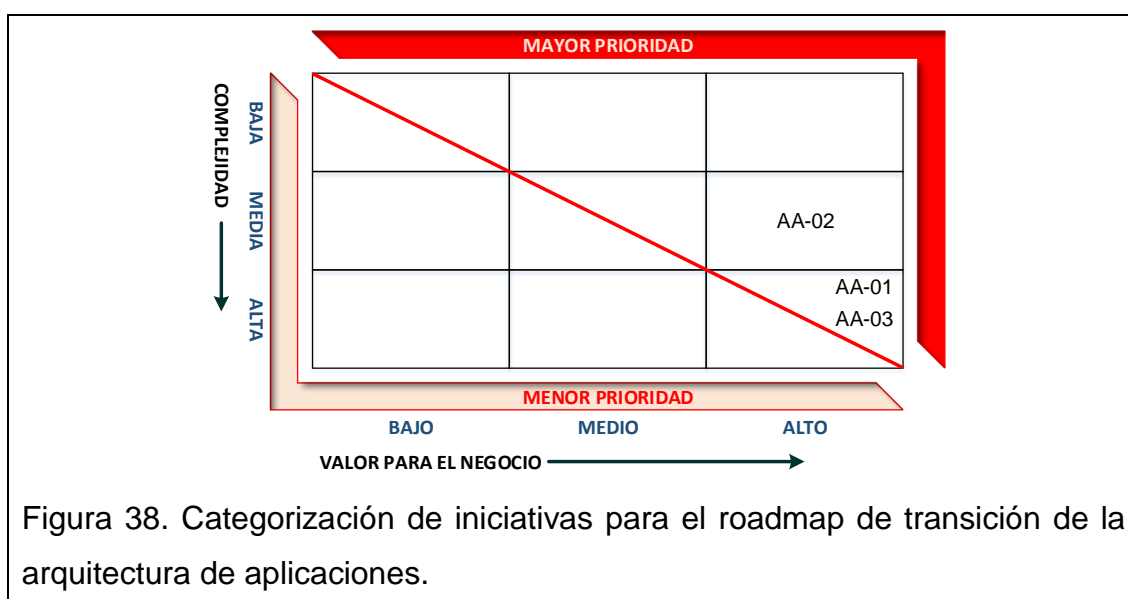 MAYOR PRIORIDAD
COMPLEJIDAD
BAJA
MEDIA
ALTA
AA-02
AA-01
AA-03
MENOR PRIORIDAD
BAJO MEDIO ALTO
VALOR PARA EL NEGOCIO
Figura 38. Categorización de iniciativas para el roadmap de transición de la
arquitectura de aplicaciones.